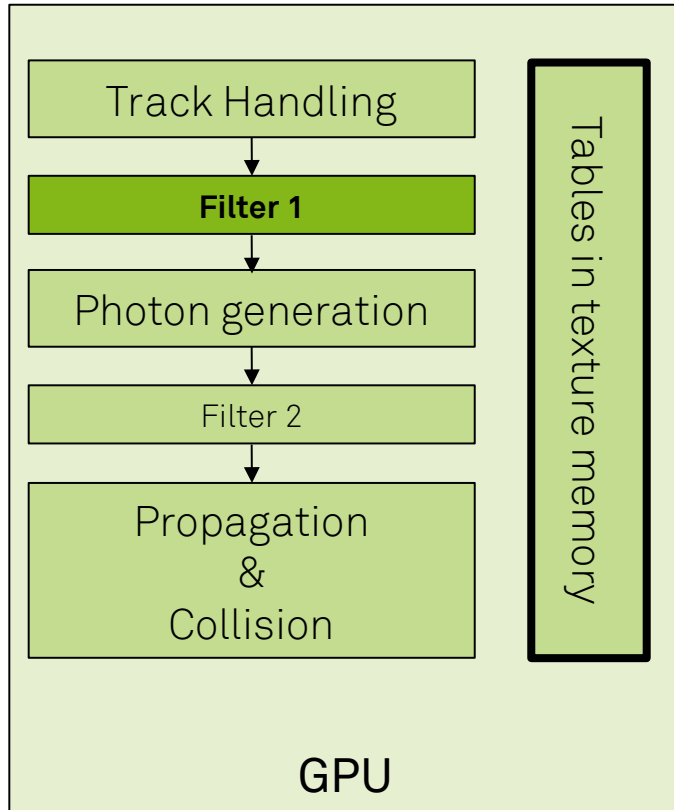 Track Handling
Filter 1
Photon generation
Filter 2
Propagation
&
Collision
Tables in texture memory
GPU